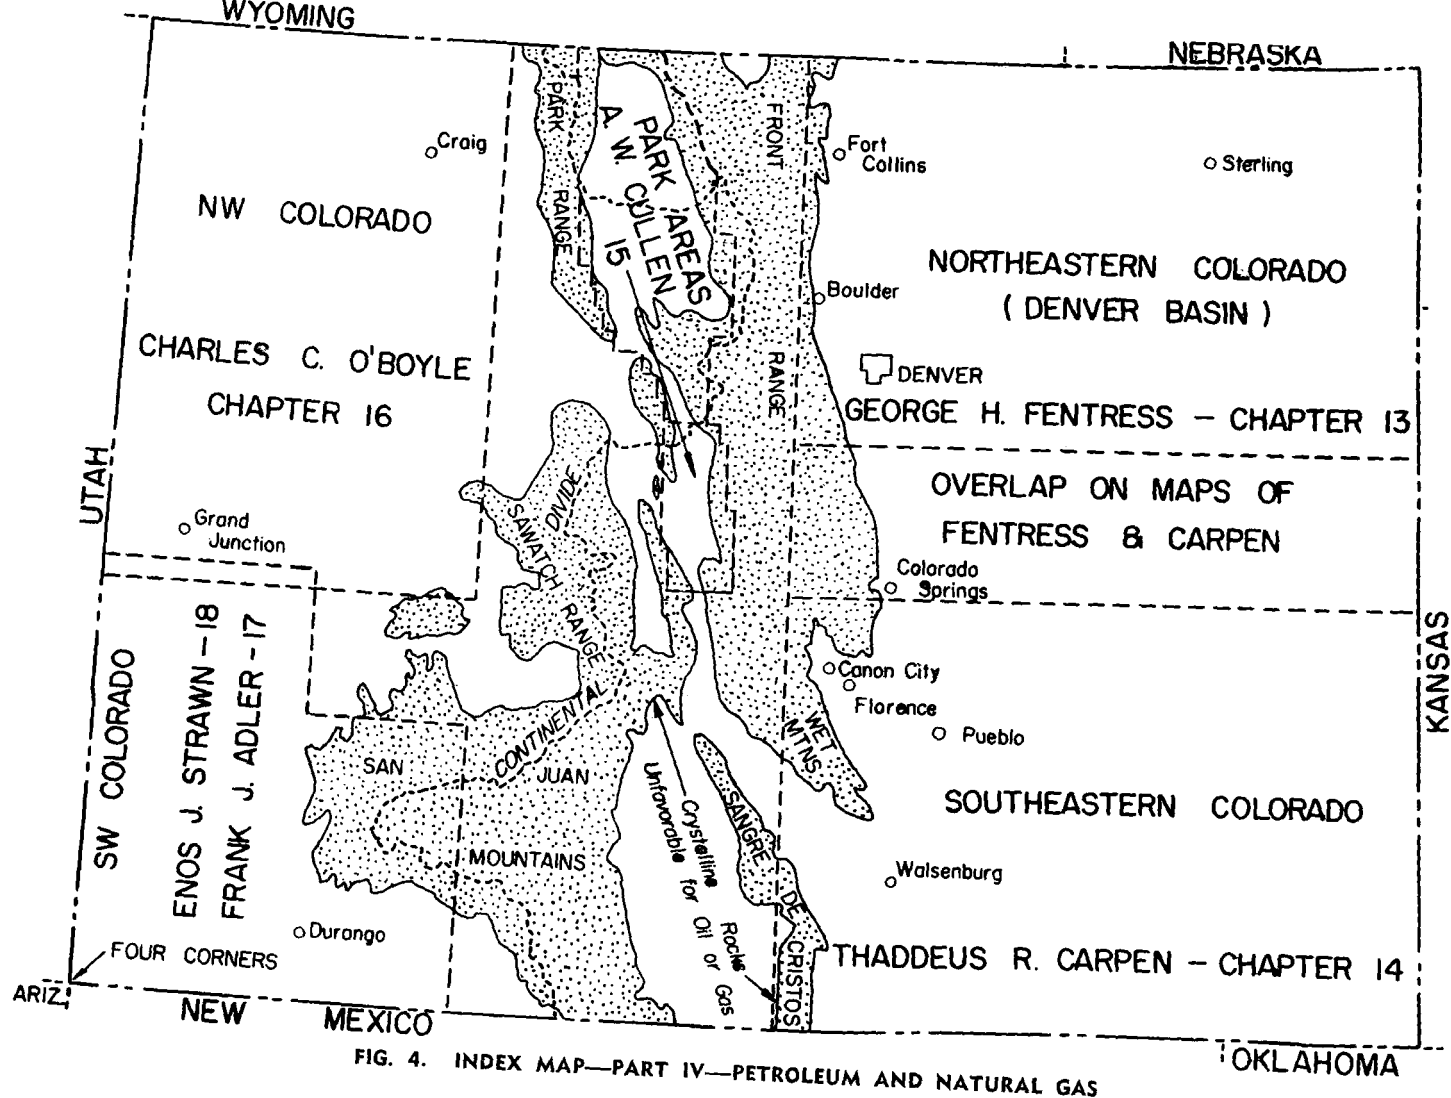 WYOMING
NEBRASKA
PARK
RANGE
PARK AREAS
A. W. CULLEN
15
FRONT
RANGE
Craig
Fort
Collins
Sterling
NW COLORADO
NORTHEASTERN COLORADO
( DENVER BASIN )
Boulder
CHARLES C. O'BOYLE
CHAPTER 16
DENVER
GEORGE H. FENTRESS - CHAPTER 13
UTAH
OVERLAP ON MAPS OF
FENTRESS & CARPEN
Grand
Junction
DIVIDE
SAWATCH RANGE
Colorado
Springs
KANSAS
SW COLORADO
ENOS J. STRAWN - 18
FRANK J. ADLER - 17
Canon City
Florence
Pueblo
WET
MTNS.
CONTINENTAL
SAN
JUAN
MOUNTAINS
Crystalline Rocks
Unfavorable for Oil or Gas
SANGRE DE CRISTOS
SOUTHEASTERN COLORADO
Walsenburg
Durango
FOUR CORNERS
THADDEUS R. CARPEN - CHAPTER 14
ARIZ.
NEW MEXICO
OKLAHOMA
FIG. 4. INDEX MAP—PART IV—PETROLEUM AND NATURAL GAS